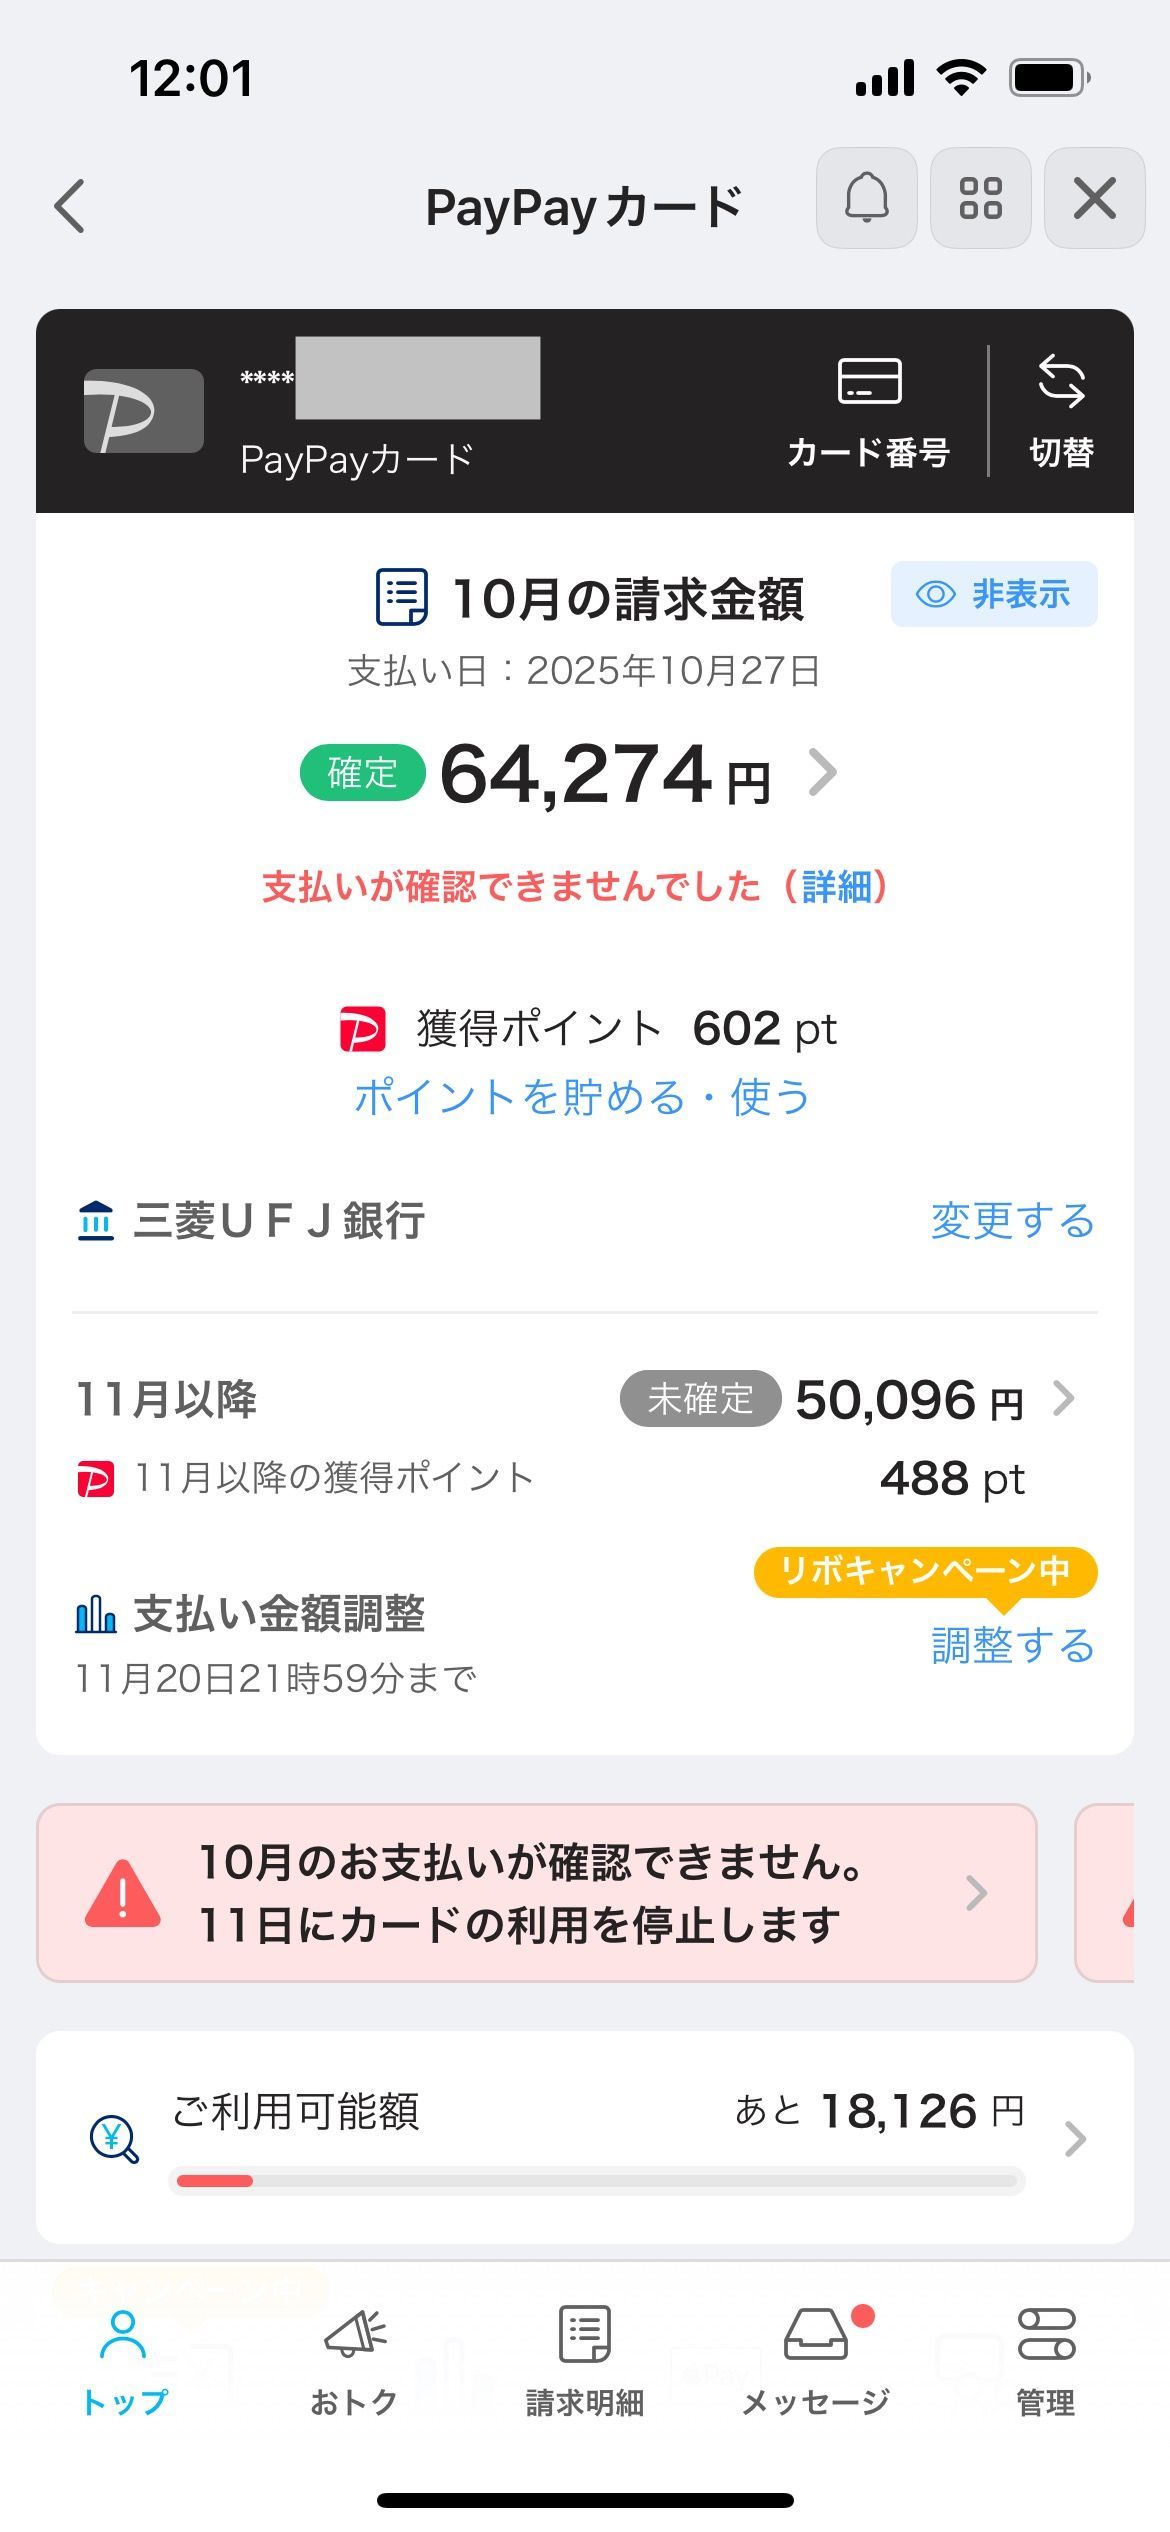 12:01
PayPayカード
****
PayPayカード
カード番号
切替
10月の請求金額
非表示
支払い日：2025年10月27日
確定 64,274 円
支払いが確認できませんでした（詳細）
獲得ポイント 602 pt
ポイントを貯める・使う
三菱ＵＦＪ銀行
変更する
11月以降
未確定 50,096 円
11月以降の獲得ポイント
488 pt
リボキャンペーン中
支払い金額調整
調整する
11月20日21時59分まで
10月のお支払いが確認できません。
11日にカードの利用を停止します
ご利用可能額
あと 18,126 円
キャンペーン中
Pay
トップ
おトク
請求明細
メッセージ
管理